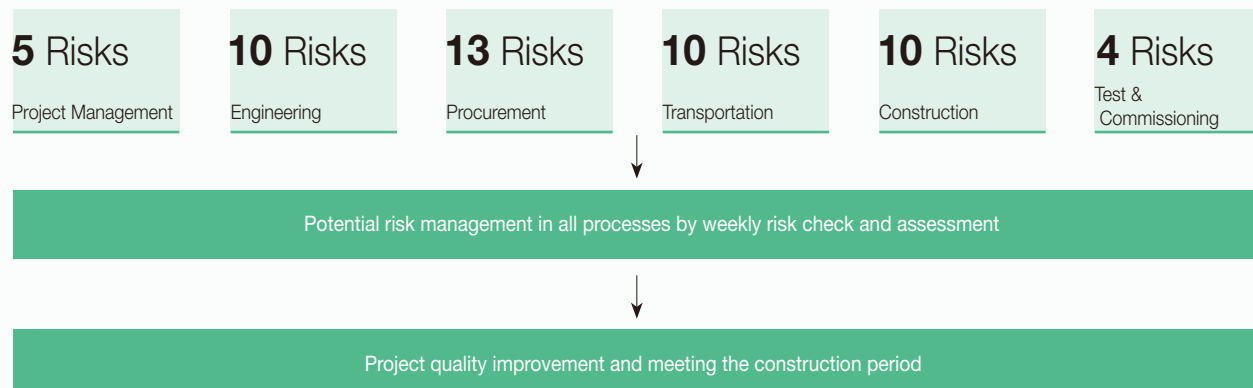 5 Risks
Project Management
10 Risks
Engineering
13 Risks
Procurement
10 Risks
Transportation
10 Risks
Construction
4 Risks
Test &
Commissioning
Potential risk management in all processes by weekly risk check and assessment
Project quality improvement and meeting the construction period